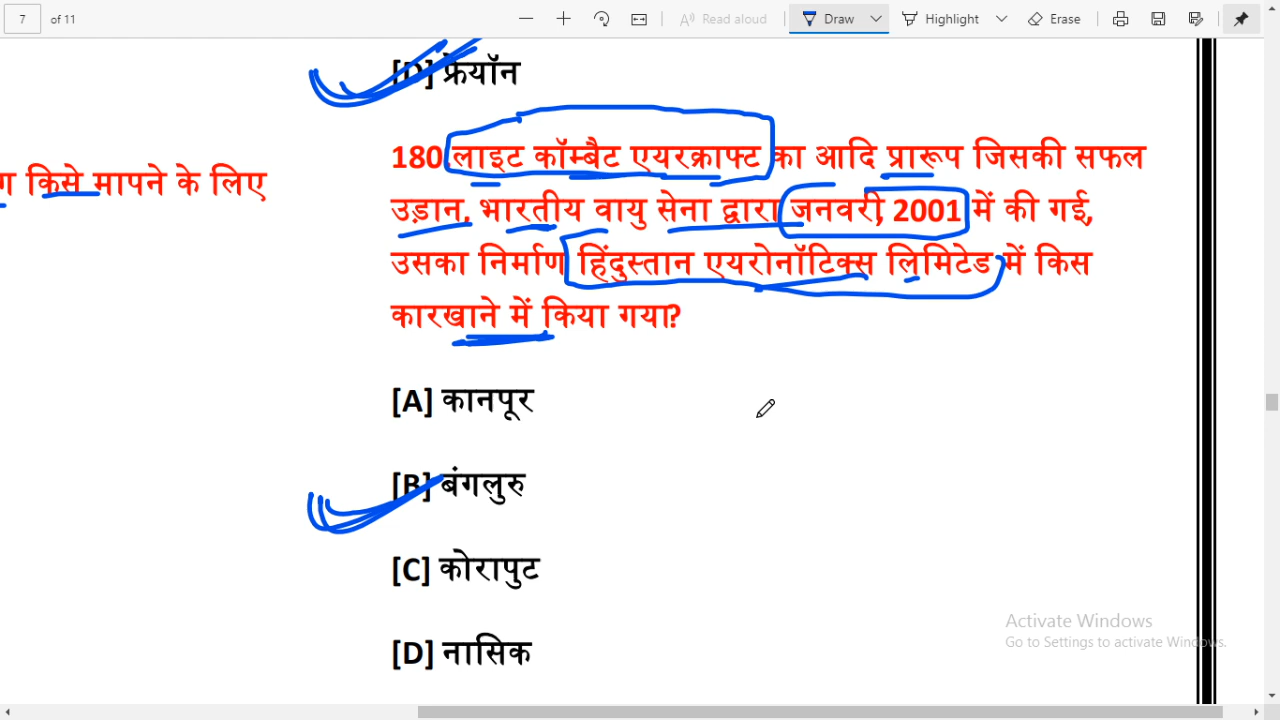 7 of 11 Read aloud Draw Highlight Erase
[D] फ्रेयॉन
ग किसे मापने के लिए
180 लाइट कॉम्बैट एयरक्राफ्ट का आदि प्रारूप जिसकी सफल
उड़ान, भारतीय वायु सेना द्वारा जनवरी, 2001 में की गई,
उसका निर्माण हिंदुस्तान एयरोनॉटिक्स लिमिटेड में किस
कारखाने में किया गया?
[A] कानपूर
[B] बंगलुरु
[C] कोरापुट
[D] नासिक
Activate Windows
Go to Settings to activate Windows.